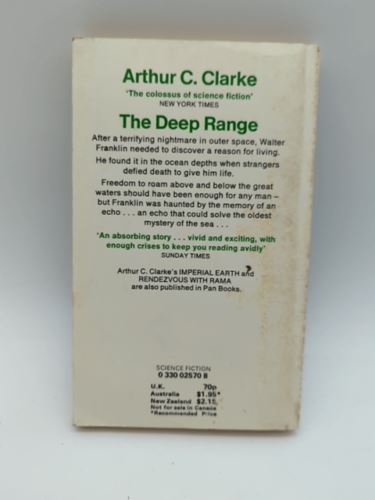 Arthur C. Clarke
'The colossus of science fiction'
NEW YORK TIMES
The Deep Range
After a terrifying nightmare in outer space, Walter
Franklin needed to discover a reason for living.
He found it in the ocean depths when strangers
defied death to give him life.
Freedom to roam above and below the great
waters should have been enough for any man –
but Franklin was haunted by the memory of an
echo . . . an echo that could solve the oldest
mystery of the sea . . .
'An absorbing story . . . vivid and exciting, with
enough crises to keep you reading avidly'
SUNDAY TIMES
Arthur C. Clarke's IMPERIAL EARTH and
RENDEZVOUS WITH RAMA
are also published in Pan Books.
SCIENCE FICTION
0 330 02570 8
U.K. 70p
Australia $1.95*
New Zealand $2.15
Not for sale in Canada
*Recommended Price